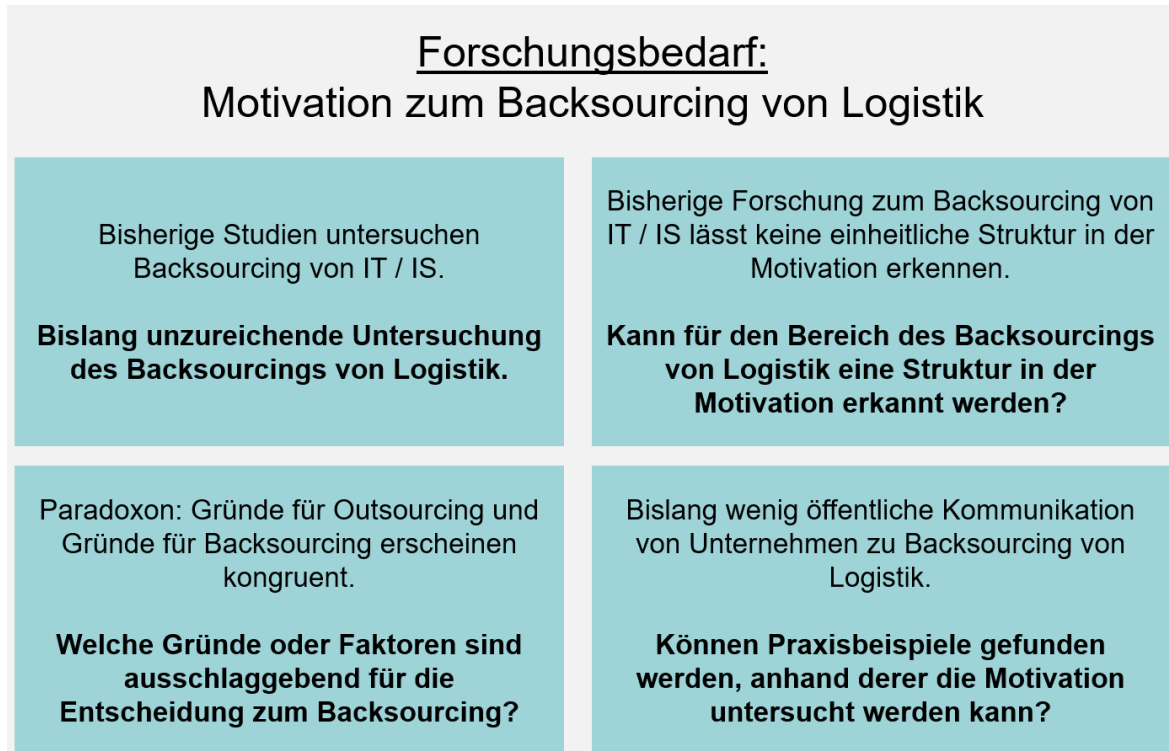 Forschungsbedarf:
Motivation zum Backsourcing von Logistik
Bisherige Studien untersuchen
Backsourcing von IT / IS.
Bislang unzureichende Untersuchung
des Backsourcings von Logistik.
Bisherige Forschung zum Backsourcing von
IT / IS lässt keine einheitliche Struktur in der
Motivation erkennen.
Kann für den Bereich des Backsourcings
von Logistik eine Struktur in der
Motivation erkannt werden?
Paradoxon: Gründe für Outsourcing und
Gründe für Backsourcing erscheinen
kongruent.
Welche Gründe oder Faktoren sind
ausschlaggebend für die
Entscheidung zum Backsourcing?
Bislang wenig öffentliche Kommunikation
von Unternehmen zu Backsourcing von
Logistik.
Können Praxisbeispiele gefunden
werden, anhand derer die Motivation
untersucht werden kann?